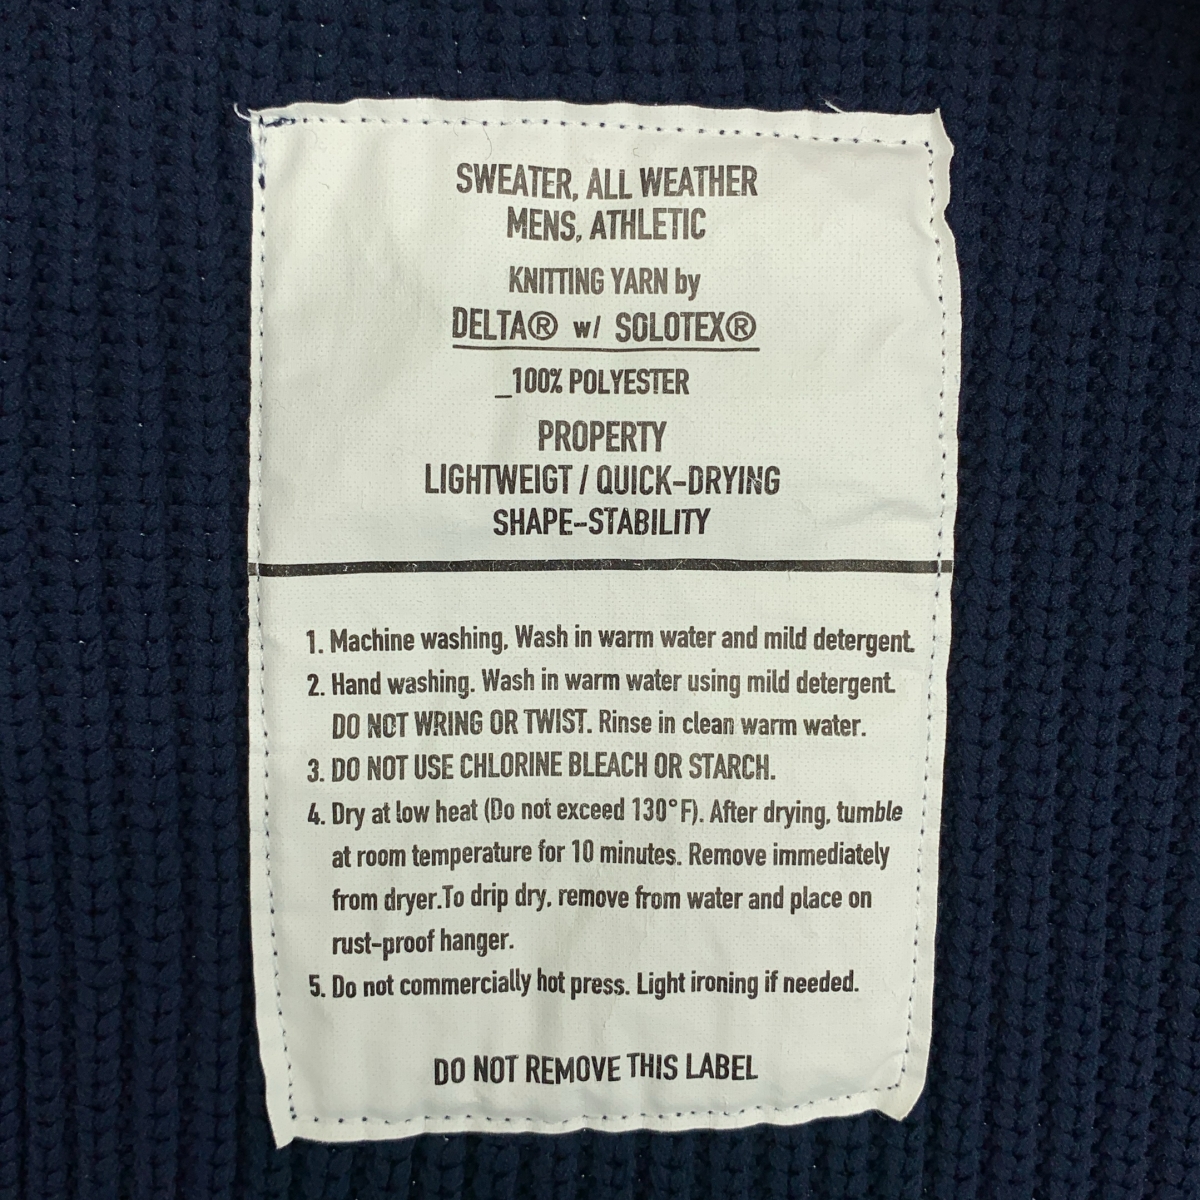 SWEATER, ALL WEATHER
MENS, ATHLETIC
KNITTING YARN by
DELTA® w/ SOLOTEX®
_100% POLYESTER
PROPERTY
LIGHTWEIGT / QUICK-DRYING
SHAPE-STABILITY
1. Machine washing, Wash in warm water and mild detergent.
2. Hand washing. Wash in warm water using mild detergent.
DO NOT WRING OR TWIST. Rinse in clean warm water.
3. DO NOT USE CHLORINE BLEACH OR STARCH.
4. Dry at low heat (Do not exceed 130°F). After drying, tumble
at room temperature for 10 minutes. Remove immediately
from dryer.To drip dry, remove from water and place on
rust-proof hanger.
5. Do not commercially hot press. Light ironing if needed.
DO NOT REMOVE THIS LABEL